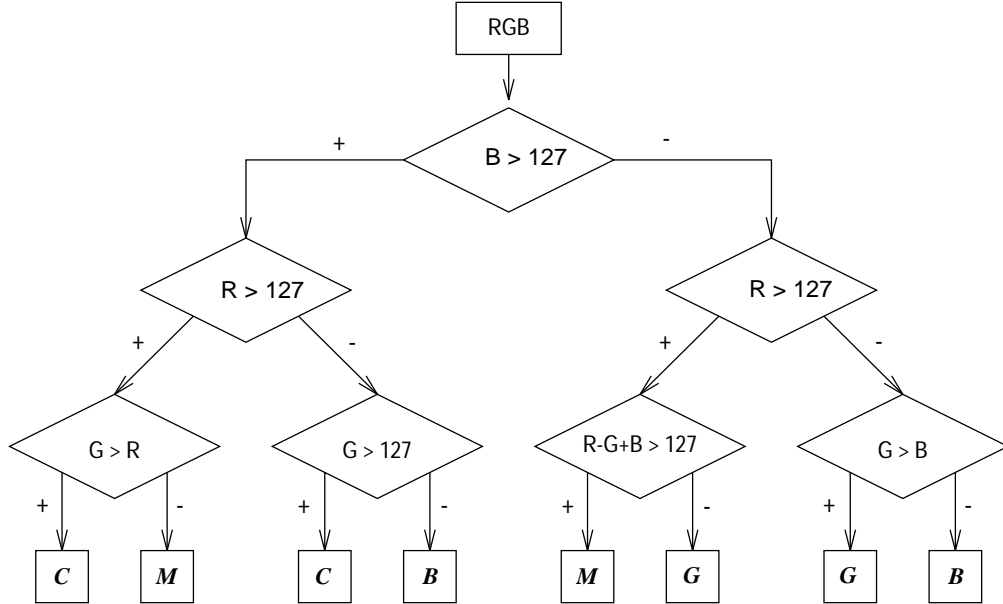 RGB
+
B > 127
-
R > 127
R > 127
+
-
+
-
G > R
G > 127
R-G+B > 127
G > B
+
-
+
-
+
-
+
-
C
M
C
B
M
G
G
B